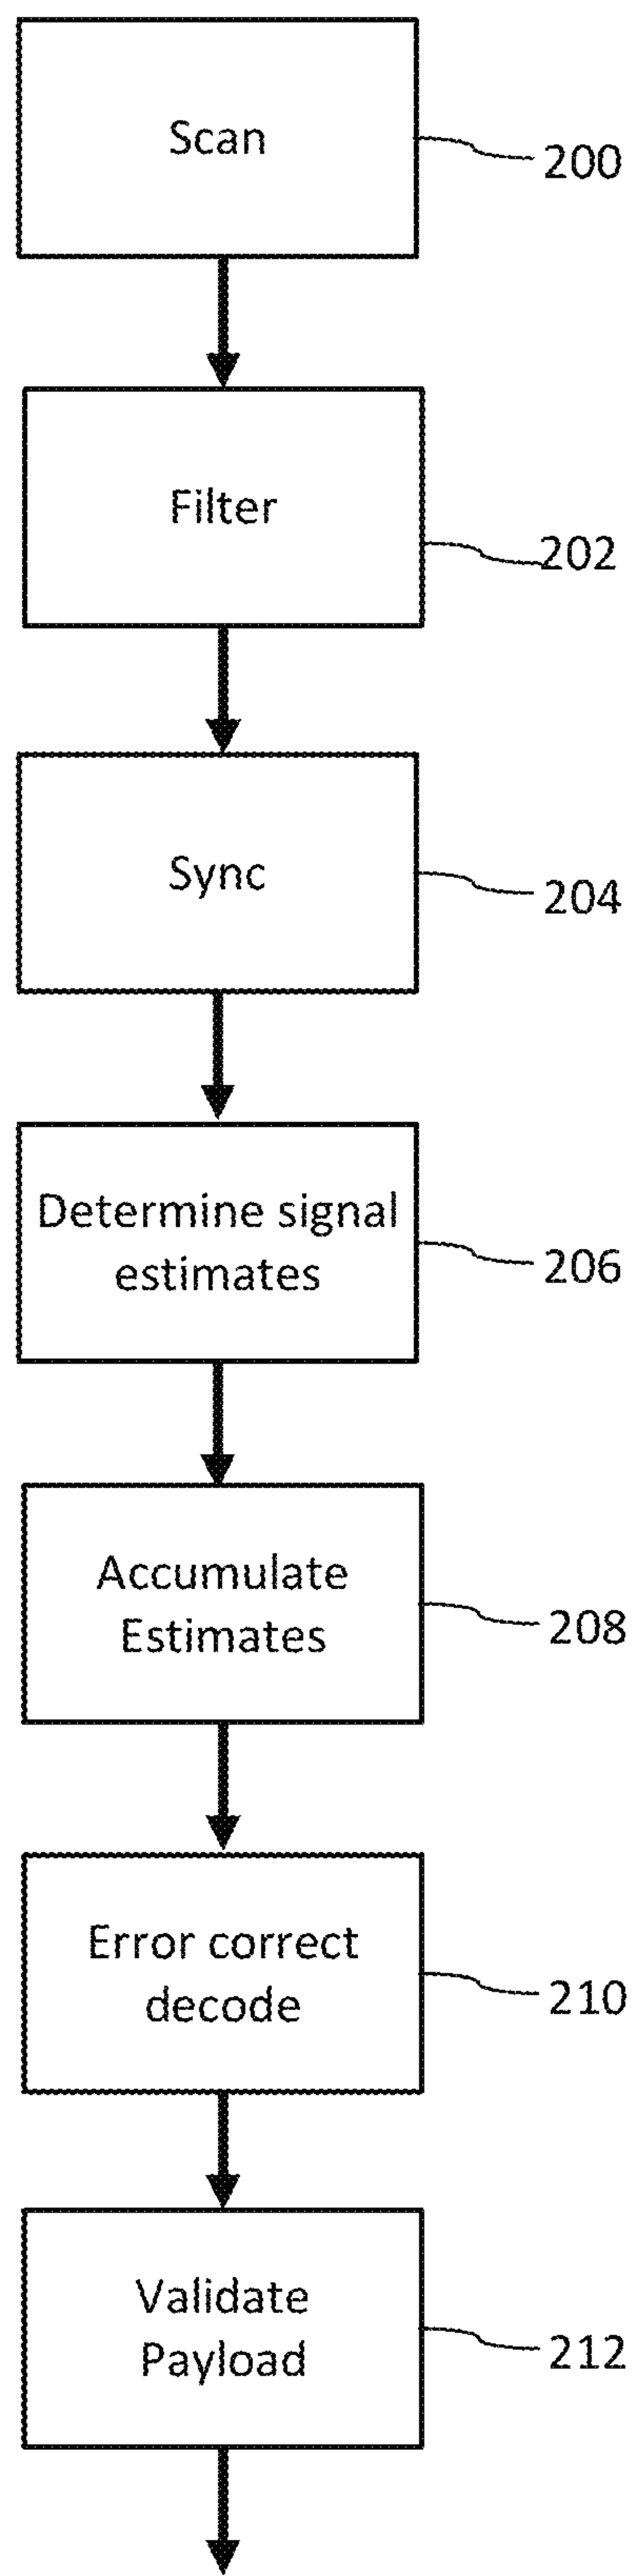 Scan
200
Filter
202
Sync
204
Determine signal
estimates
206
Accumulate
Estimates
208
Error correct
decode
210
Validate
Payload
212